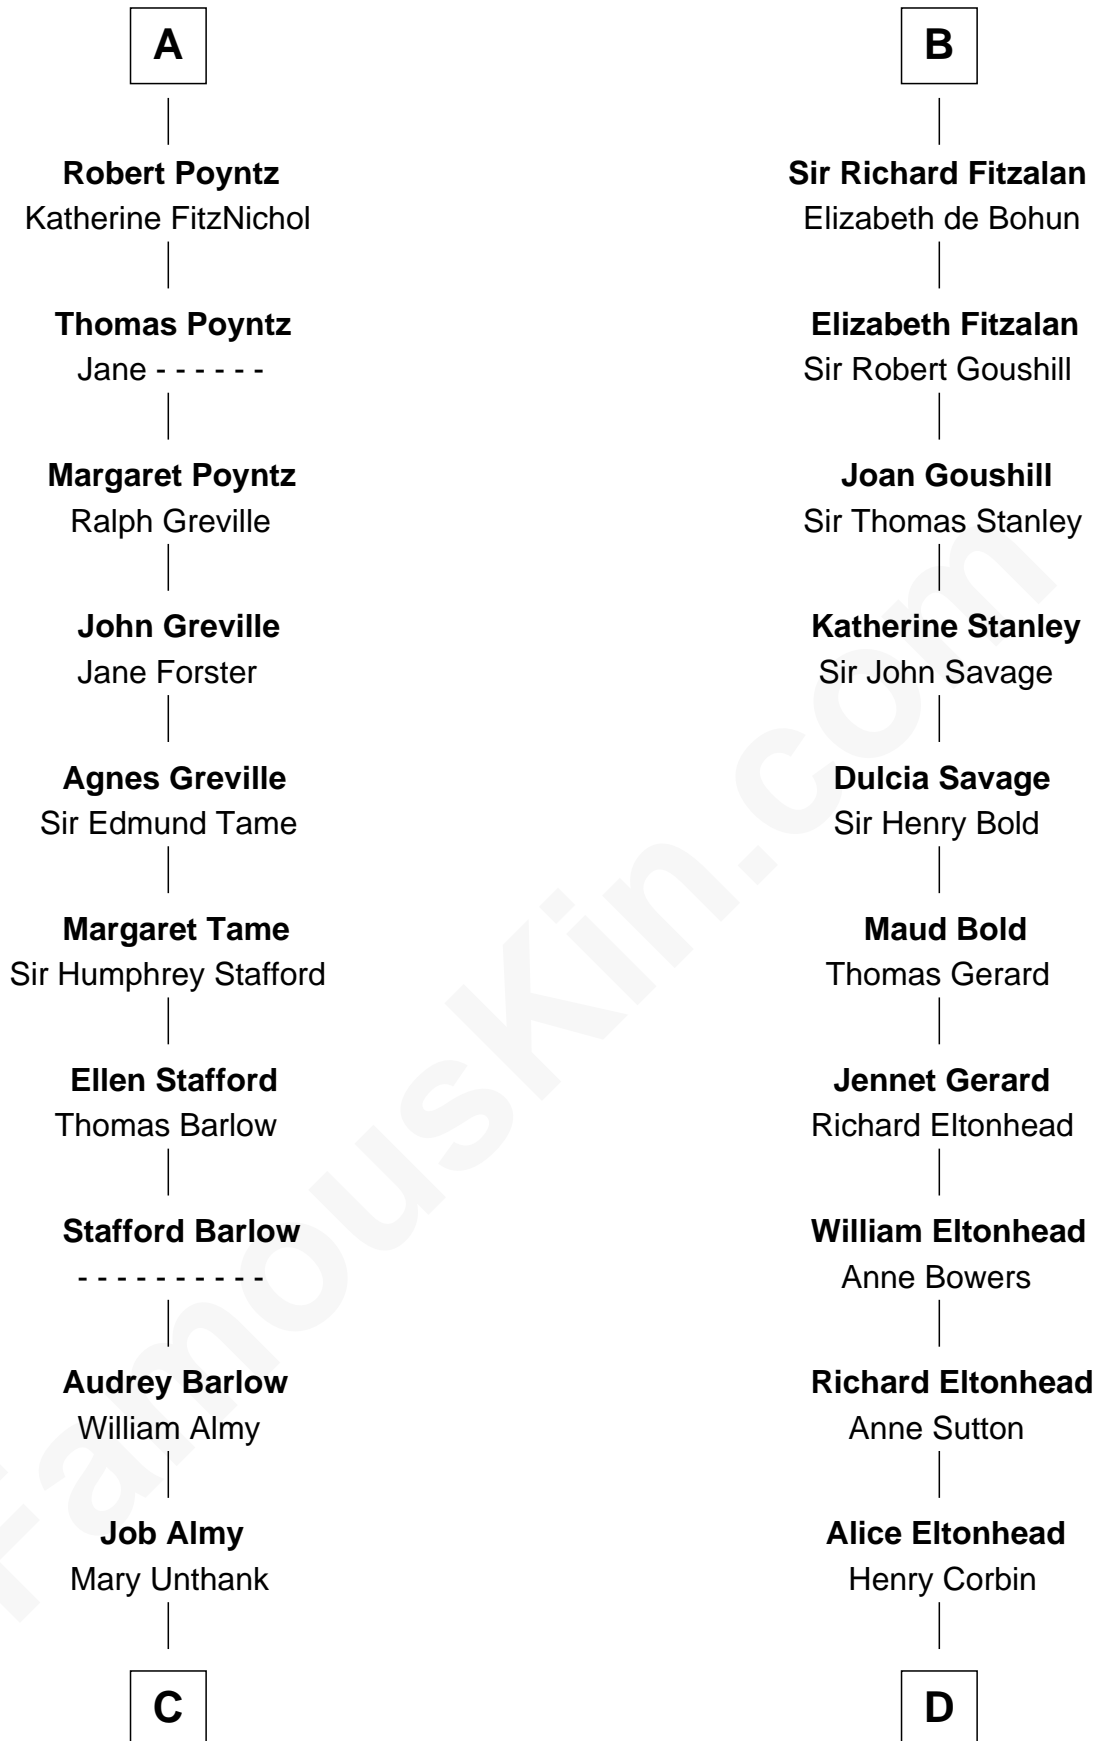 A
Robert Poyntz
Katherine FitzNichol
Thomas Poyntz
Jane - - - - - -
Margaret Poyntz
Ralph Greville
John Greville
Jane Forster
Agnes Greville
Sir Edmund Tame
Margaret Tame
Sir Humphrey Stafford
Ellen Stafford
Thomas Barlow
Stafford Barlow
- - - - - - - - - -
Audrey Barlow
William Almy
Job Almy
Mary Unthank
C
B
Sir Richard Fitzalan
Elizabeth de Bohun
Elizabeth Fitzalan
Sir Robert Goushill
Joan Goushill
Sir Thomas Stanley
Katherine Stanley
Sir John Savage
Dulcia Savage
Sir Henry Bold
Maud Bold
Thomas Gerard
Jennet Gerard
Richard Eltonhead
William Eltonhead
Anne Bowers
Richard Eltonhead
Anne Sutton
Alice Eltonhead
Henry Corbin
D
FamousKin.com